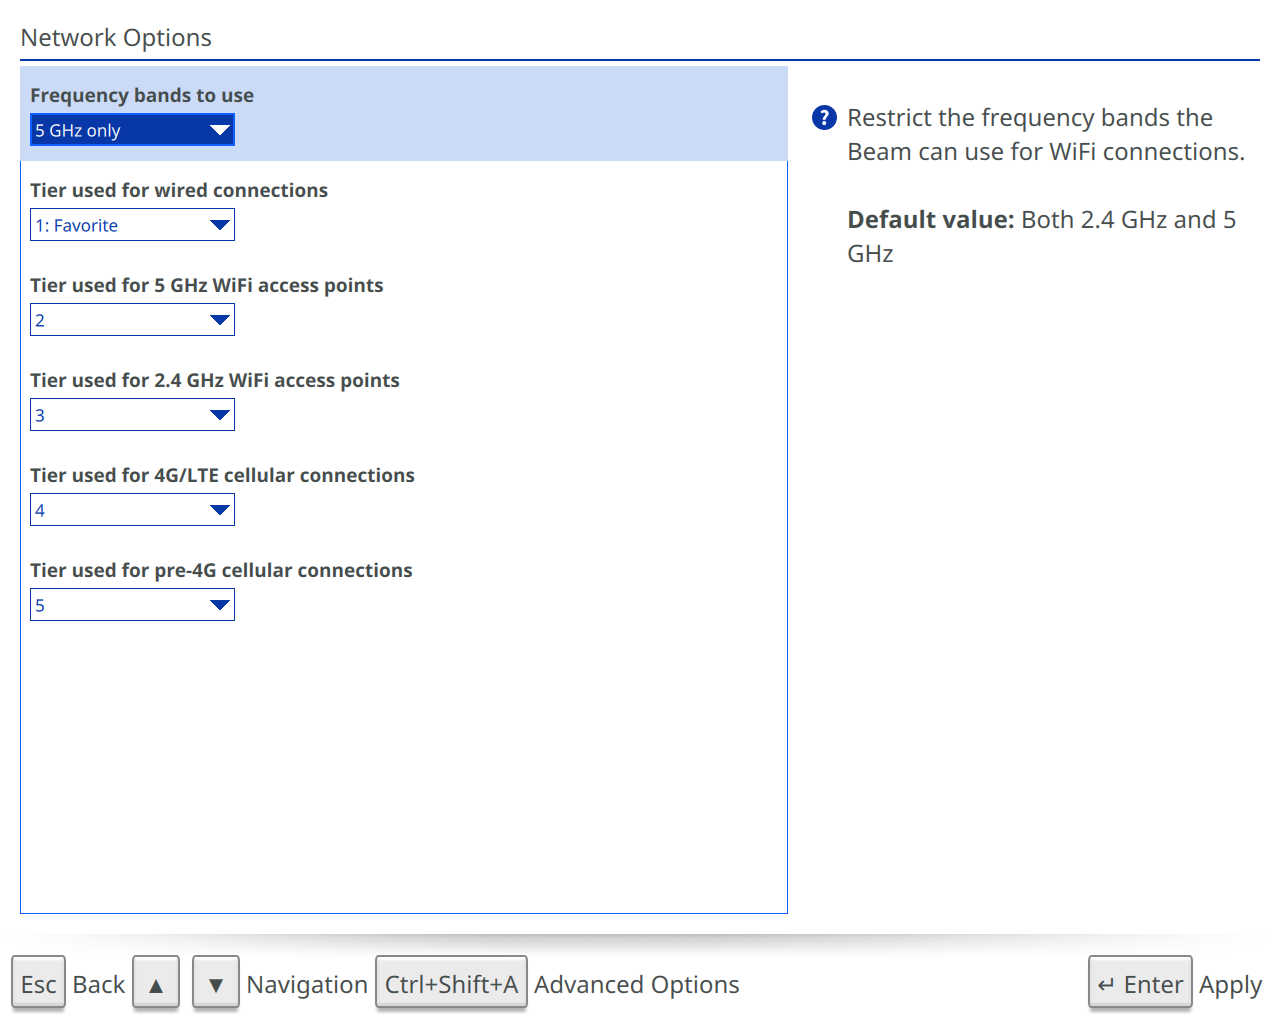 Network Options
Frequency bands to use
5 GHz only
Tier used for wired connections
1: Favorite
Tier used for 5 GHz WiFi access points
2
Tier used for 2.4 GHz WiFi access points
3
Tier used for 4G/LTE cellular connections
4
Tier used for pre-4G cellular connections
5
? Restrict the frequency bands the
Beam can use for WiFi connections.
Default value: Both 2.4 GHz and 5
GHz
Esc Back ▲ ▼ Navigation Ctrl+Shift+A Advanced Options ↵ Enter Apply